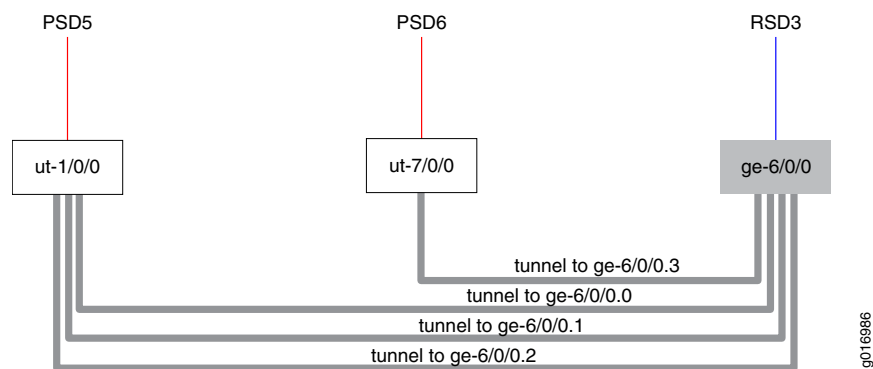 PSD5
PSD6
RSD3
ut-1/0/0
ut-7/0/0
ge-6/0/0
tunnel to ge-6/0/0.3
tunnel to ge-6/0/0.0
tunnel to ge-6/0/0.1
tunnel to ge-6/0/0.2
g016986